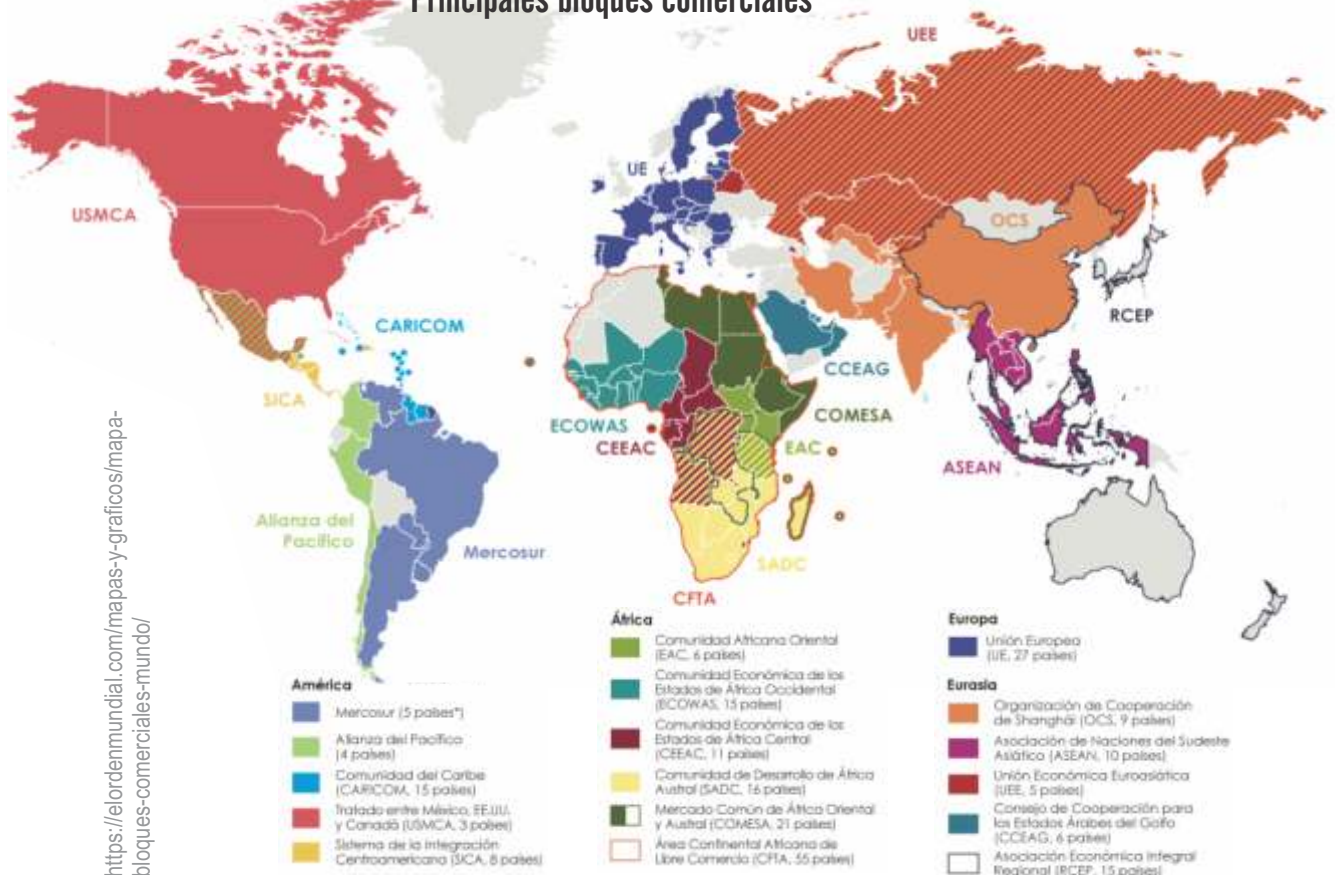 Principales bloques comerciales
UEE
UE
USMCA
OCS
RCEP
CARICOM
CCEAG
SICA
COMESA
ECOWAS
CEEAC
EAC
ASEAN
Alianza del
Pacífico
Mercosur
SADC
CFTA
América
Mercosur (5 países*)
Alianza del Pacífico
(4 países)
Comunidad del Caribe
(CARICOM, 15 países)
Tratado entre México, EE.UU.
y Canadá (USMCA, 3 países)
Sistema de la Integración
Centroamericana (SICA, 8 países)
África
Comunidad Africana Oriental
(EAC, 6 países)
Comunidad Económica de los
Estados de África Occidental
(ECOWAS, 15 países)
Comunidad Económica de los
Estados de África Central
(CEEAC, 11 países)
Comunidad de Desarrollo de África
Austral (SADC, 16 países)
Mercado Común de África Oriental
y Austral (COMESA, 21 países)
Área Continental Africana de
Libre Comercio (CFTA, 55 países)
Europa
Unión Europea
(UE, 27 países)
Eurasia
Organización de Cooperación
de Shanghái (OCS, 9 países)
Asociación de Naciones del Sudeste
Asiático (ASEAN, 10 países)
Unión Económica Euroasiática
(UEE, 5 países)
Consejo de Cooperación para
los Estados Árabes del Golfo
(CCEAG, 6 países)
Asociación Económica Integral
Regional (RCEP, 15 países)
https://elordenmundial.com/mapas-y-graficos/mapa-
bloques-comerciales-mundo/